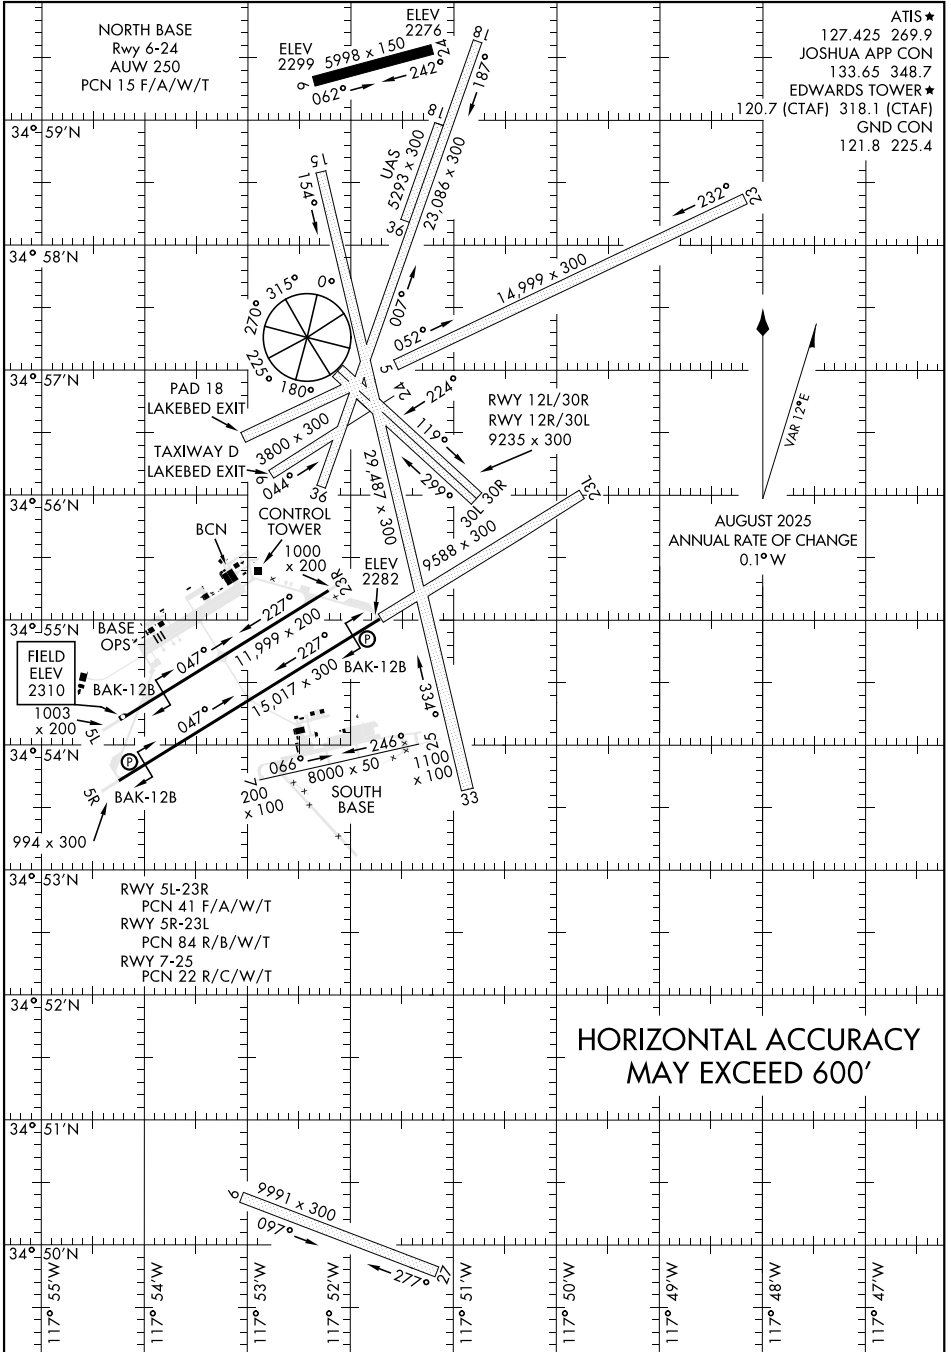 NORTH BASE
Rwy 6-24
AUW 250
PCN 15 F/A/W/T
ELEV
2276
ELEV
2299
5998 x 150
6
24
062°
242°
ATIS★
127.425 269.9
JOSHUA APP CON
133.65 348.7
EDWARDS TOWER★
120.7 (CTAF) 318.1 (CTAF)
GND CON
121.8 225.4
18
187°
18
UAS
5293 x 300
36
23,086 x 300
007°
15
154°
232°
23
14,999 x 300
052°
5
34°59'N
34°58'N
0°
315°
270°
225°
180°
34°57'N
PAD 18
LAKEBED EXIT
TAXIWAY D
LAKEBED EXIT
3800 x 300
6
044°
24
224°
36
RWY 12L/30R
RWY 12R/30L
9235 x 300
119°
299°
30L 30R
29,487 x 300
VAR 12°E
AUGUST 2025
ANNUAL RATE OF CHANGE
0.1°W
34°56'N
BCN
CONTROL
TOWER
1000
x 200
23R
ELEV
2282
9588 x 300
23L
34°55'N
BASE
OPS
FIELD
ELEV
2310
BAK-12B
047°
227°
11,999 x 200
047°
227°
15,017 x 300
P
BAK-12B
1003
x 200
5L
P
5R
BAK-12B
994 x 300
334°
33
34°54'N
066°
246°
8000 x 50
7
25
200
x 100
1100
x 100
SOUTH
BASE
34°53'N
RWY 5L-23R
PCN 41 F/A/W/T
RWY 5R-23L
PCN 84 R/B/W/T
RWY 7-25
PCN 22 R/C/W/T
34°52'N
HORIZONTAL ACCURACY
MAY EXCEED 600'
34°51'N
9
9991 x 300
097°
277°
27
34°50'N
117°55'W
117°54'W
117°53'W
117°52'W
117°51'W
117°50'W
117°49'W
117°48'W
117°47'W